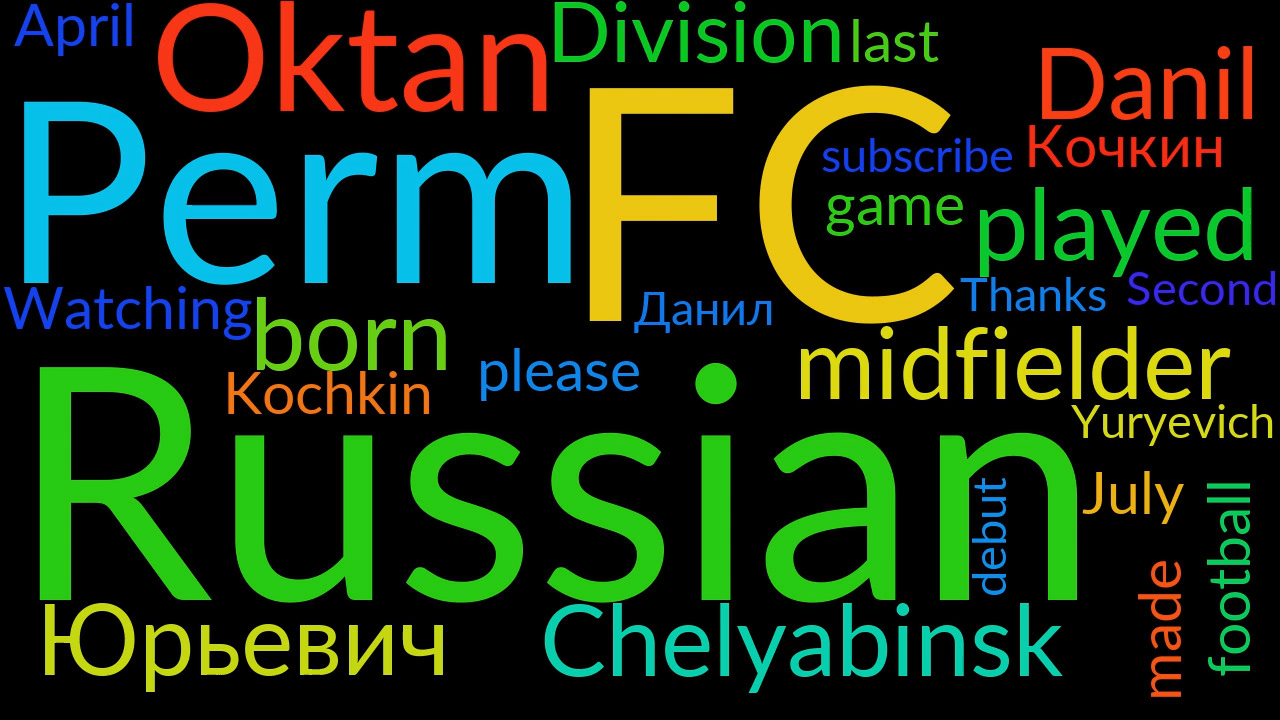 April
Oktan
Division
last
Danil
Perm
FC
subscribe
Кочкин
game
played
Watching
born
Данил
Thanks
Second
Kochkin
please
midfielder
Russian
Yuryevich
debut
July
football
made
Юрьевич
Chelyabinsk